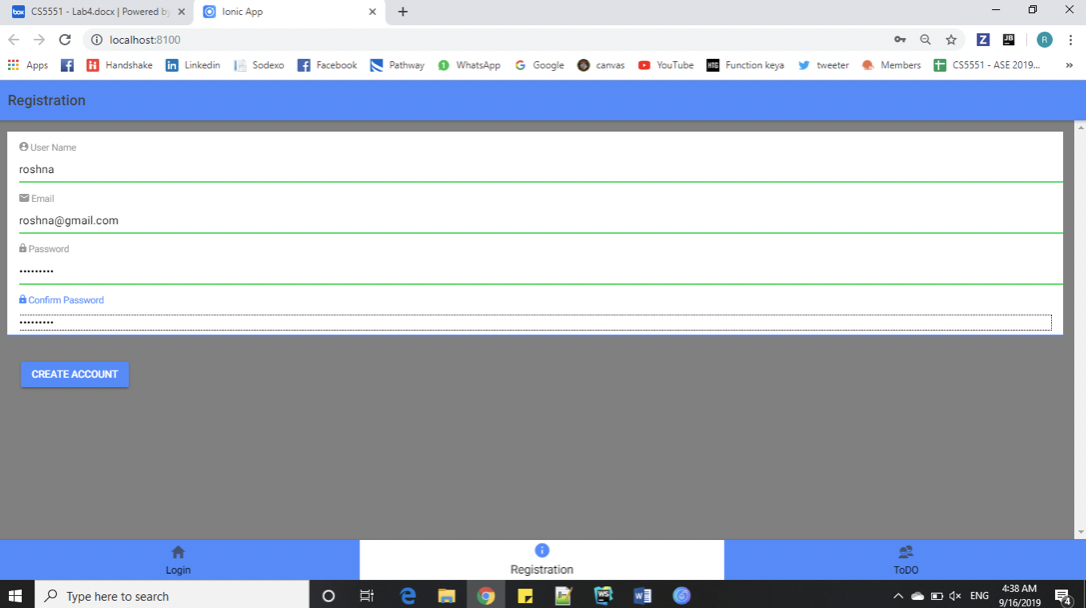 CS5551 - Lab4.docx | Powered by
Ionic App
localhost:8100
Apps Handshake Linkedin Sodexo Facebook Pathway WhatsApp Google canvas YouTube Function keya tweeter Members CS5551 - ASE 2019... »
Registration
User Name
roshna
Email
roshna@gmail.com
Password
•••••••••
Confirm Password
•••••••••
CREATE ACCOUNT
Login Registration ToDO
Type here to search
ENG
4:38 AM
9/16/2019
4